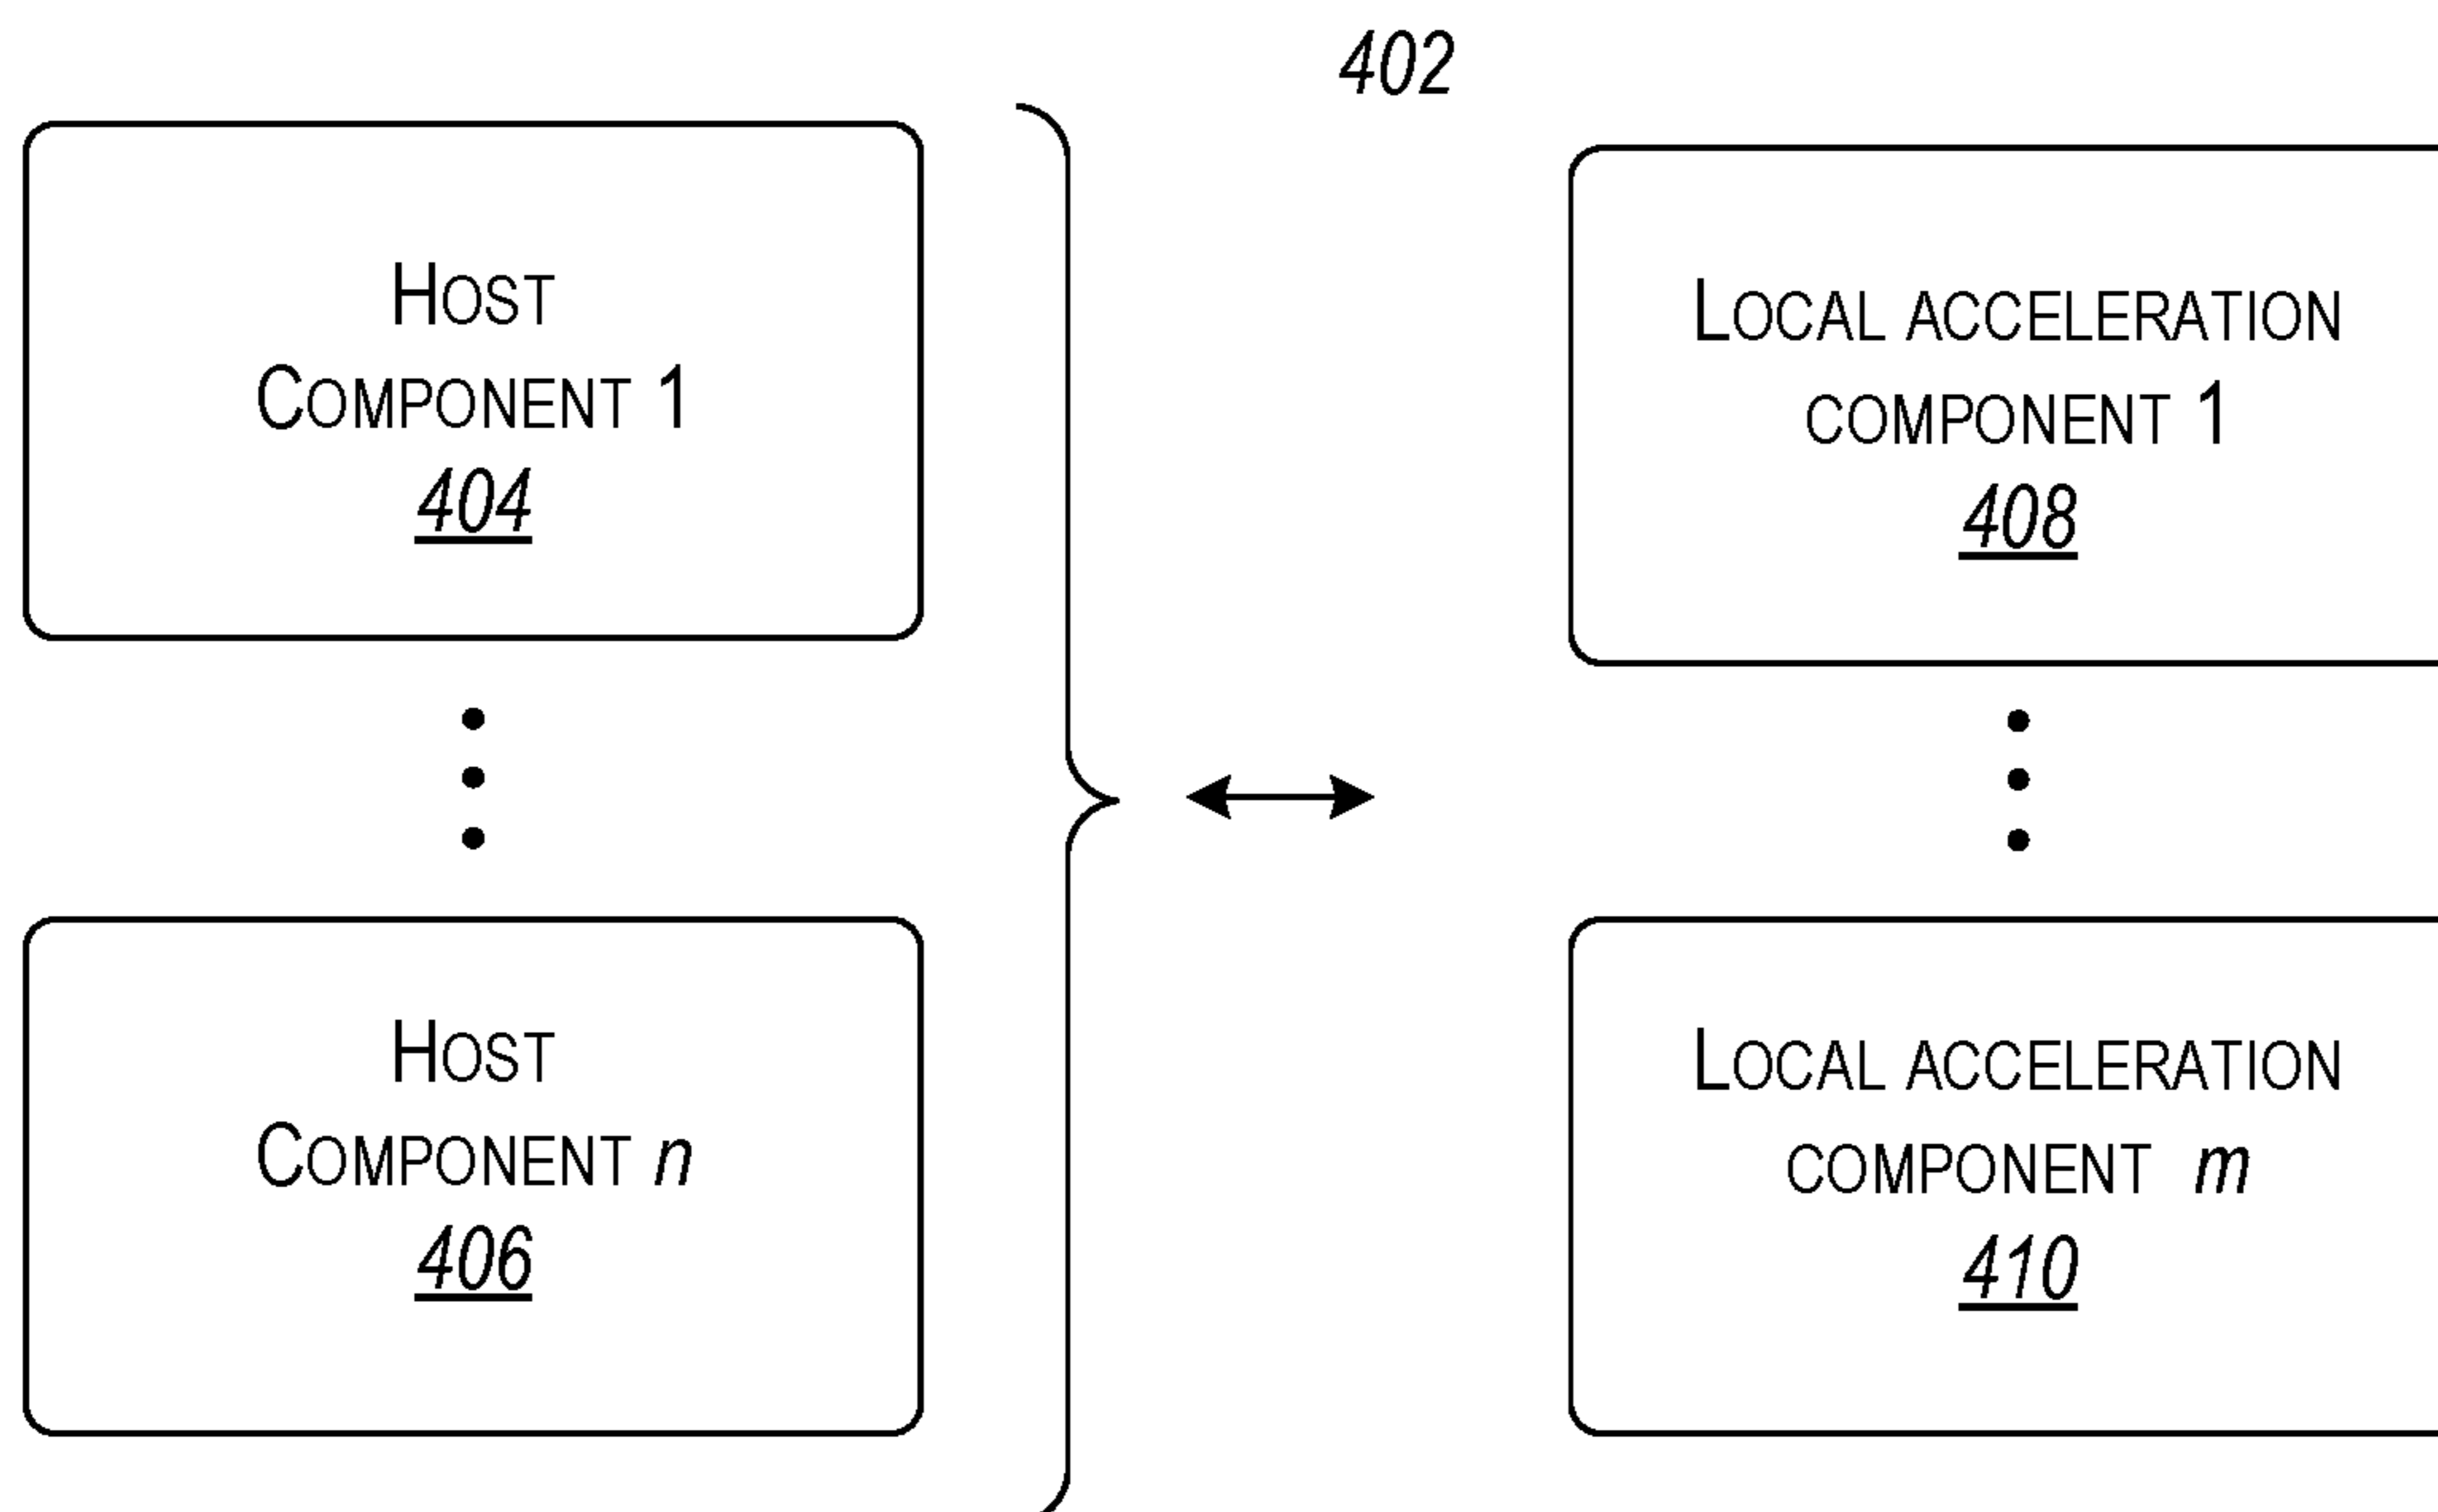 402
Host
Component 1
404
Local acceleration
component 1
408
Host
Component n
406
Local acceleration
component m
410